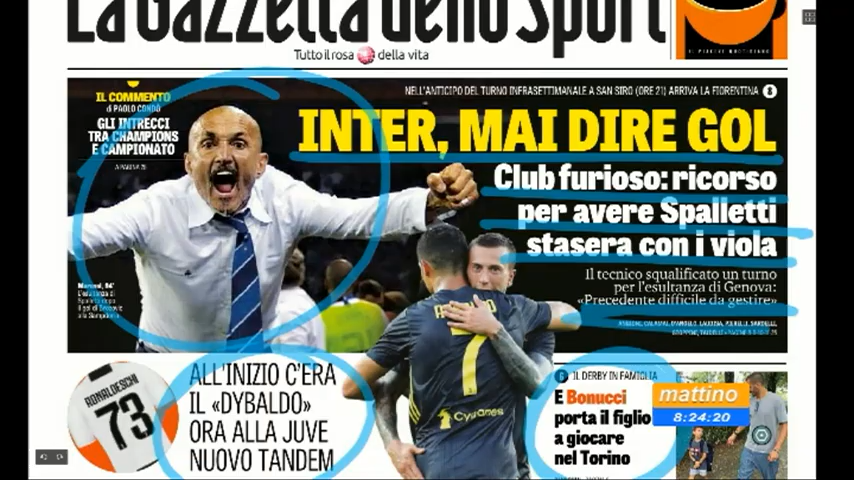 La Gazzetta dello Sport
Tutto il rosa della vita
IL COMMENTO
di PAOLO CONDÒ
GLI INTRECCI
TRA CHAMPIONS
E CAMPIONATO
NELL'ANTICIPO DEL TURNO INFRASETTIMANALE A SAN SIRO (ORE 21) ARRIVA LA FIORENTINA
INTER, MAI DIRE GOL
Club furioso: ricorso
per avere Spalletti
stasera con i viola
Il tecnico squalificato un turno
per l'esultanza di Genova:
«Precedente difficile da gestire»
7
Cygames
RONALDESCHI
73
ALL'INIZIO C'ERA
IL «DYBALDO»
ORA ALLA JUVE
NUOVO TANDEM
IL DERBY IN FAMIGLIA
E Bonucci
porta il figlio
a giocare
nel Torino
mattino
8:24:20